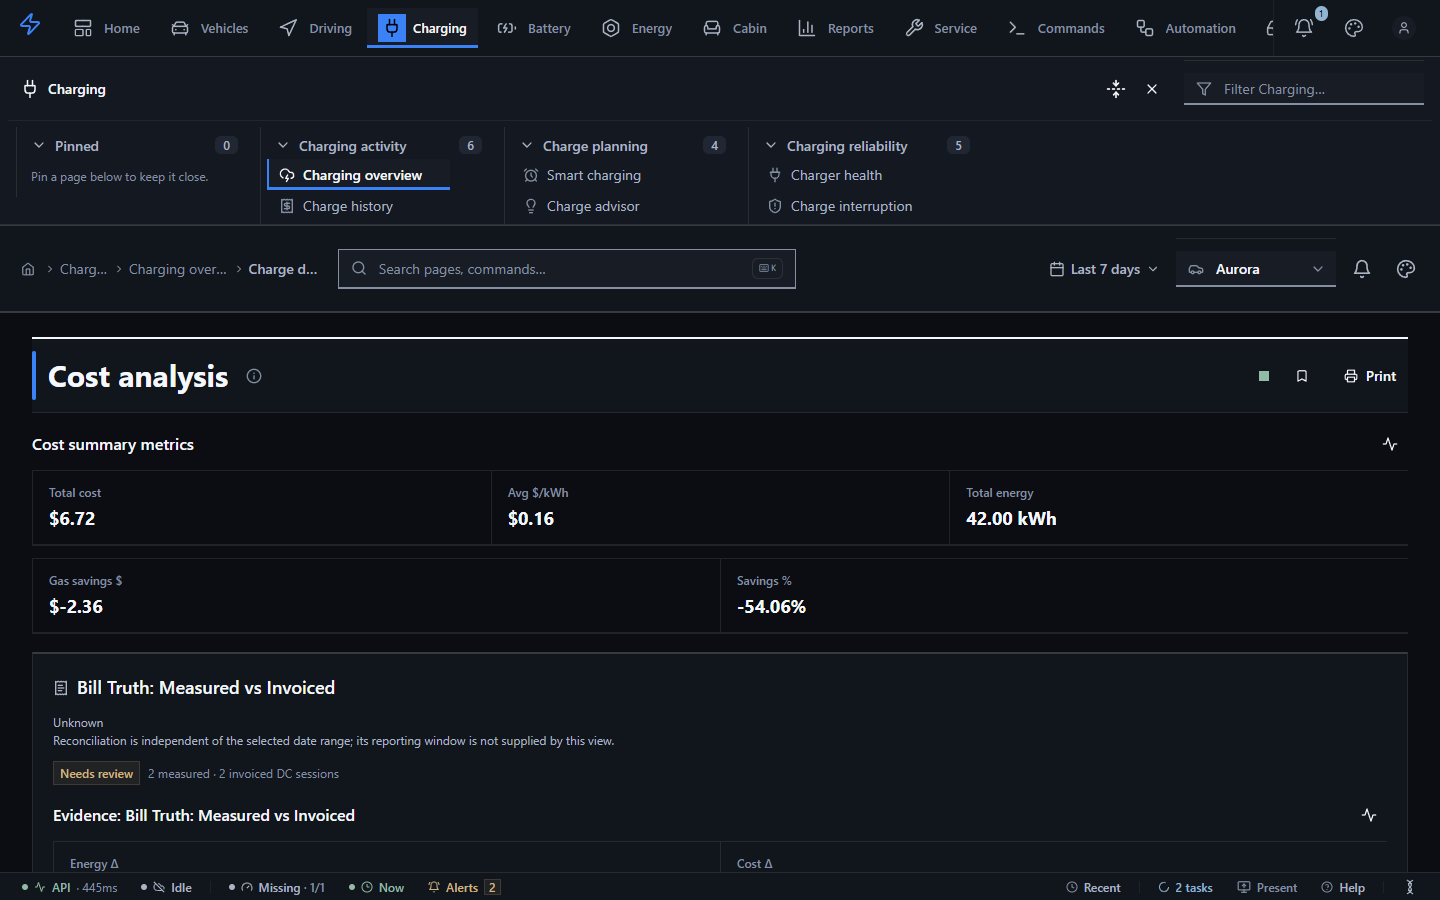 Home Vehicles Driving Charging Battery Energy Cabin Reports Service Commands Automation 1
Charging Filter Charging...
Pinned 0 Charging activity 6 Charge planning 4 Charging reliability 5
Pin a page below to keep it close. Charging overview Smart charging Charger health
Charge history Charge advisor Charge interruption
Charg... Charging over... Charge d... Search pages, commands... K Last 7 days Aurora
Cost analysis Print
Cost summary metrics
Total cost Avg $/kWh Total energy
$6.72 $0.16 42.00 kWh
Gas savings $ Savings %
$-2.36 -54.06%
Bill Truth: Measured vs Invoiced
Unknown
Reconciliation is independent of the selected date range; its reporting window is not supplied by this view.
Needs review 2 measured · 2 invoiced DC sessions
Evidence: Bill Truth: Measured vs Invoiced
Energy Δ Cost Δ
API · 445ms Idle Missing · 1/1 Now Alerts 2 Recent 2 tasks Present Help